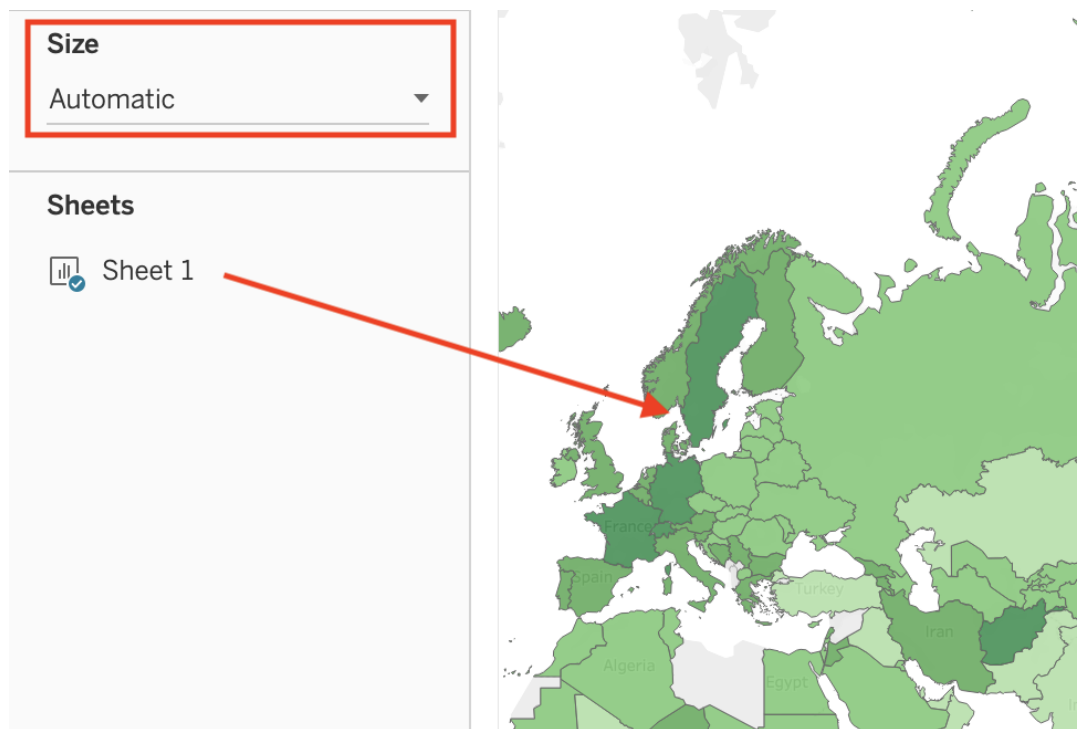 Size
Automatic
Sheets
Sheet 1
France
Spain
Turkey
Iran
Algeria
Egypt